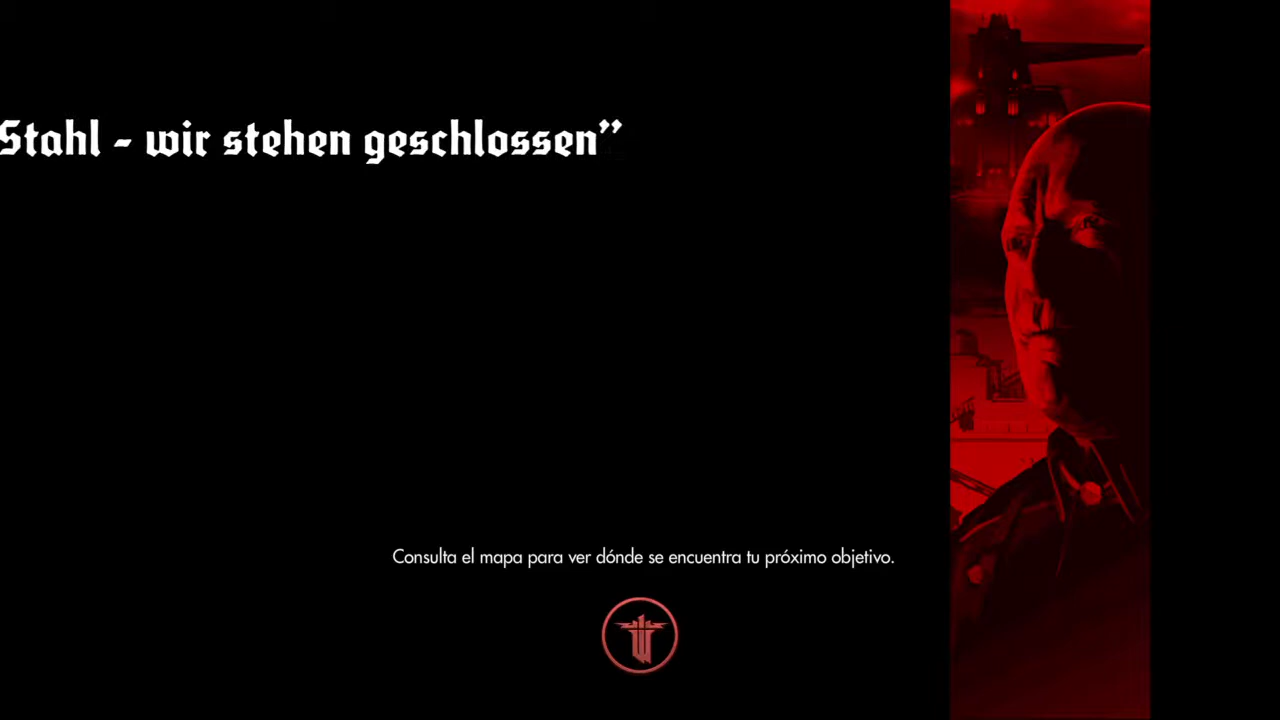 Stahl - wir stehen geschlossen”
Consulta el mapa para ver dónde se encuentra tu próximo objetivo.